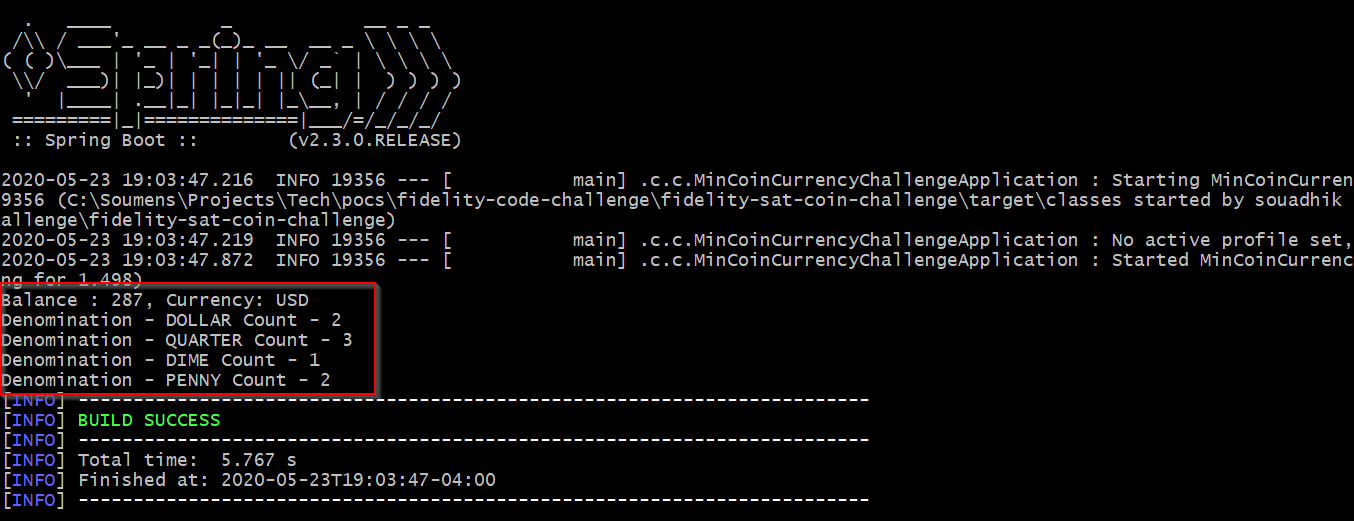 .   ____          _            __ _ _
 /\\ / ___'_ __ _ _(_)_ __  __ _ \ \ \ \
( ( )\___ | '_ | '_| | '_ \/ _` | \ \ \ \
 \\/  ___)| |_)| | | | | || (_| |  ) ) ) )
  '  |____| .__|_| |_|_| |_\__, | / / / /
 =========|_|==============|___/=/_/_/_/
 :: Spring Boot ::        (v2.3.0.RELEASE)
2020-05-23 19:03:47.216  INFO 19356 --- [           main] .c.c.MinCoinCurrencyChallengeApplication : Starting MinCoinCurren
9356 (C:\Soumens\Projects\Tech\pocs\fidelity-code-challenge\fidelity-sat-coin-challenge\target\classes started by souadhik
allenge\fidelity-sat-coin-challenge)
2020-05-23 19:03:47.219  INFO 19356 --- [           main] .c.c.MinCoinCurrencyChallengeApplication : No active profile set,
2020-05-23 19:03:47.872  INFO 19356 --- [           main] .c.c.MinCoinCurrencyChallengeApplication : Started MinCoinCurrenc
ng for 1.498)
Balance : 287, Currency: USD
Denomination - DOLLAR Count - 2
Denomination - QUARTER Count - 3
Denomination - DIME Count - 1
Denomination - PENNY Count - 2
[INFO] ------------------------------------------------------------------------
[INFO] BUILD SUCCESS
[INFO] ------------------------------------------------------------------------
[INFO] Total time:  5.767 s
[INFO] Finished at: 2020-05-23T19:03:47-04:00
[INFO] ------------------------------------------------------------------------